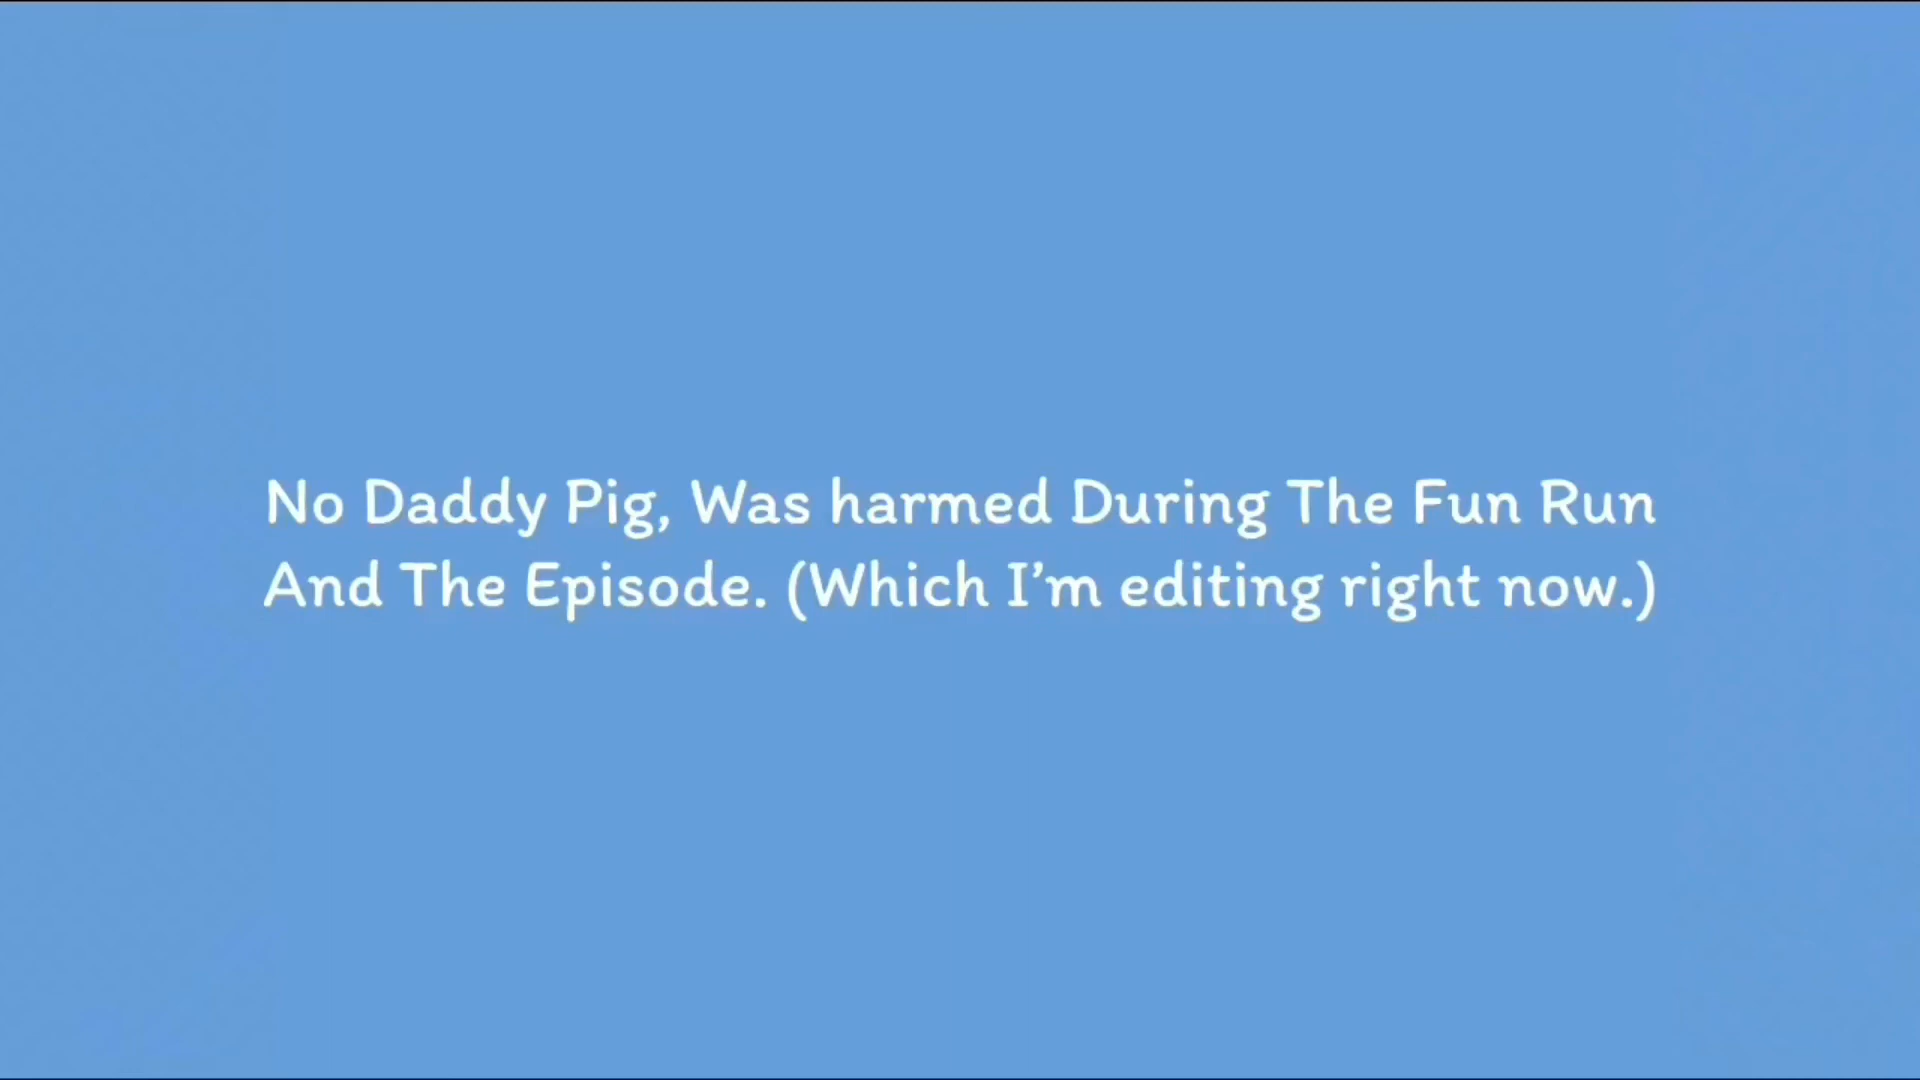 No Daddy Pig, Was harmed During The Fun Run
And The Episode. (Which I’m editing right now.)